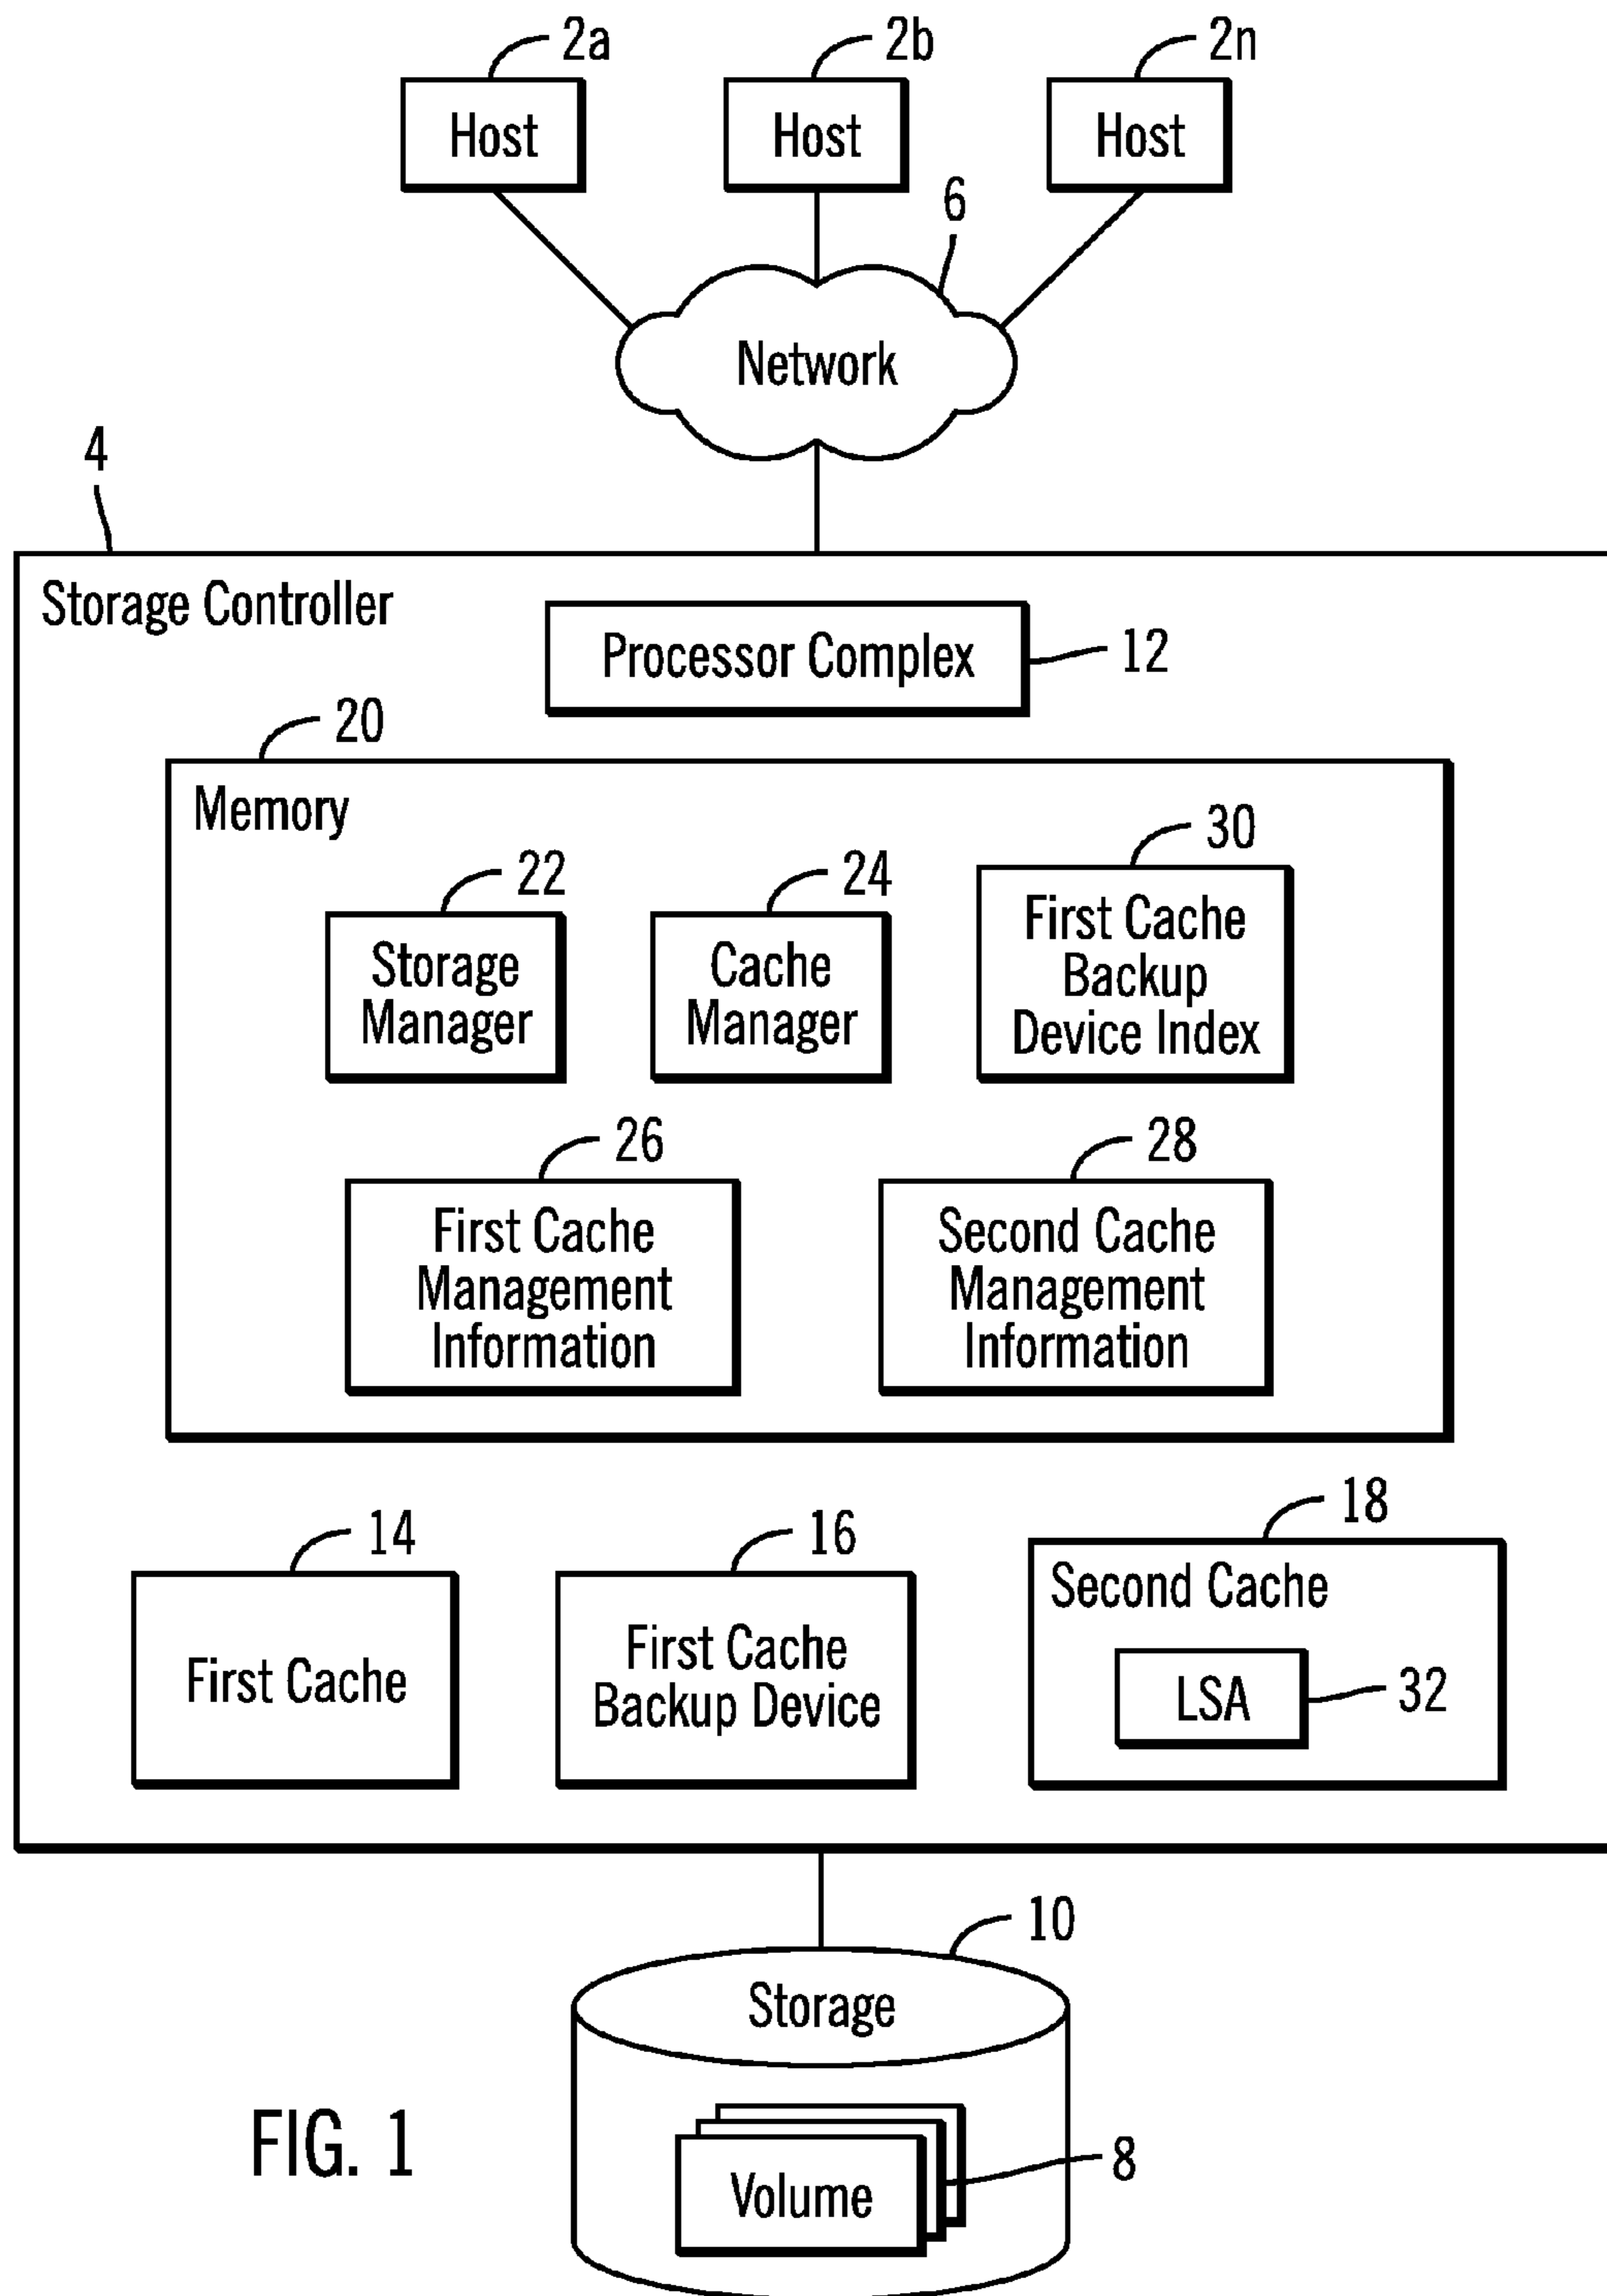 2a
2b
2n
Host
Host
Host
6
Network
4
Storage Controller
Processor Complex
12
20
Memory
22
24
30
Storage
Manager
Cache
Manager
First Cache
Backup
Device Index
26
28
First Cache
Management
Information
Second Cache
Management
Information
14
16
18
First Cache
First Cache
Backup Device
Second Cache
LSA
32
10
Storage
Volume
8
FIG. 1